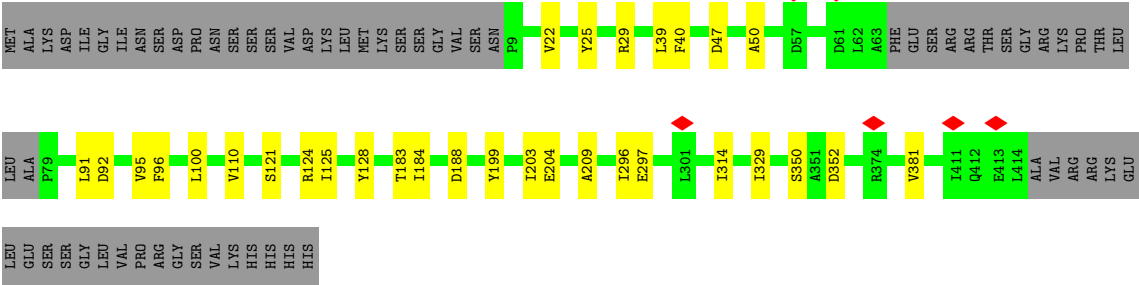 MET ALA LYS ASP ILE GLY ILE ASN SER ASP PRO ASN SER SER SER VAL ASP LYS LEU MET LYS SER SER GLY VAL SER ASN P9 V22 Y25 R29 L39 F40 D47 A50 D57 D61 L62 A63 PHE GLU SER ARG ARG THR SER GLY ARG LYS PRO THR LEU
LEU ALA P79 L91 D92 V95 F96 L100 V110 S121 R124 I125 Y128 T183 I184 D188 Y199 I203 E204 A209 I296 E297 L301 I314 I329 S350 A351 D352 R374 V381 I411 Q412 E413 L414 ALA VAL ARG ARG LYS GLU
LEU GLU SER SER GLY LEU VAL PRO ARG GLY SER VAL LYS HIS HIS HIS HIS